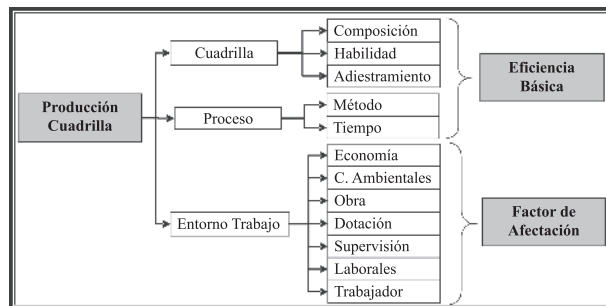 Producción
Cuadrilla
Cuadrilla
Composición
Habilidad
Adiestramiento
Proceso
Método
Tiempo
Entorno Trabajo
Economía
C. Ambientales
Obra
Dotación
Supervisión
Laborales
Trabajador
Eficiencia
Básica
Factor de
Afectación